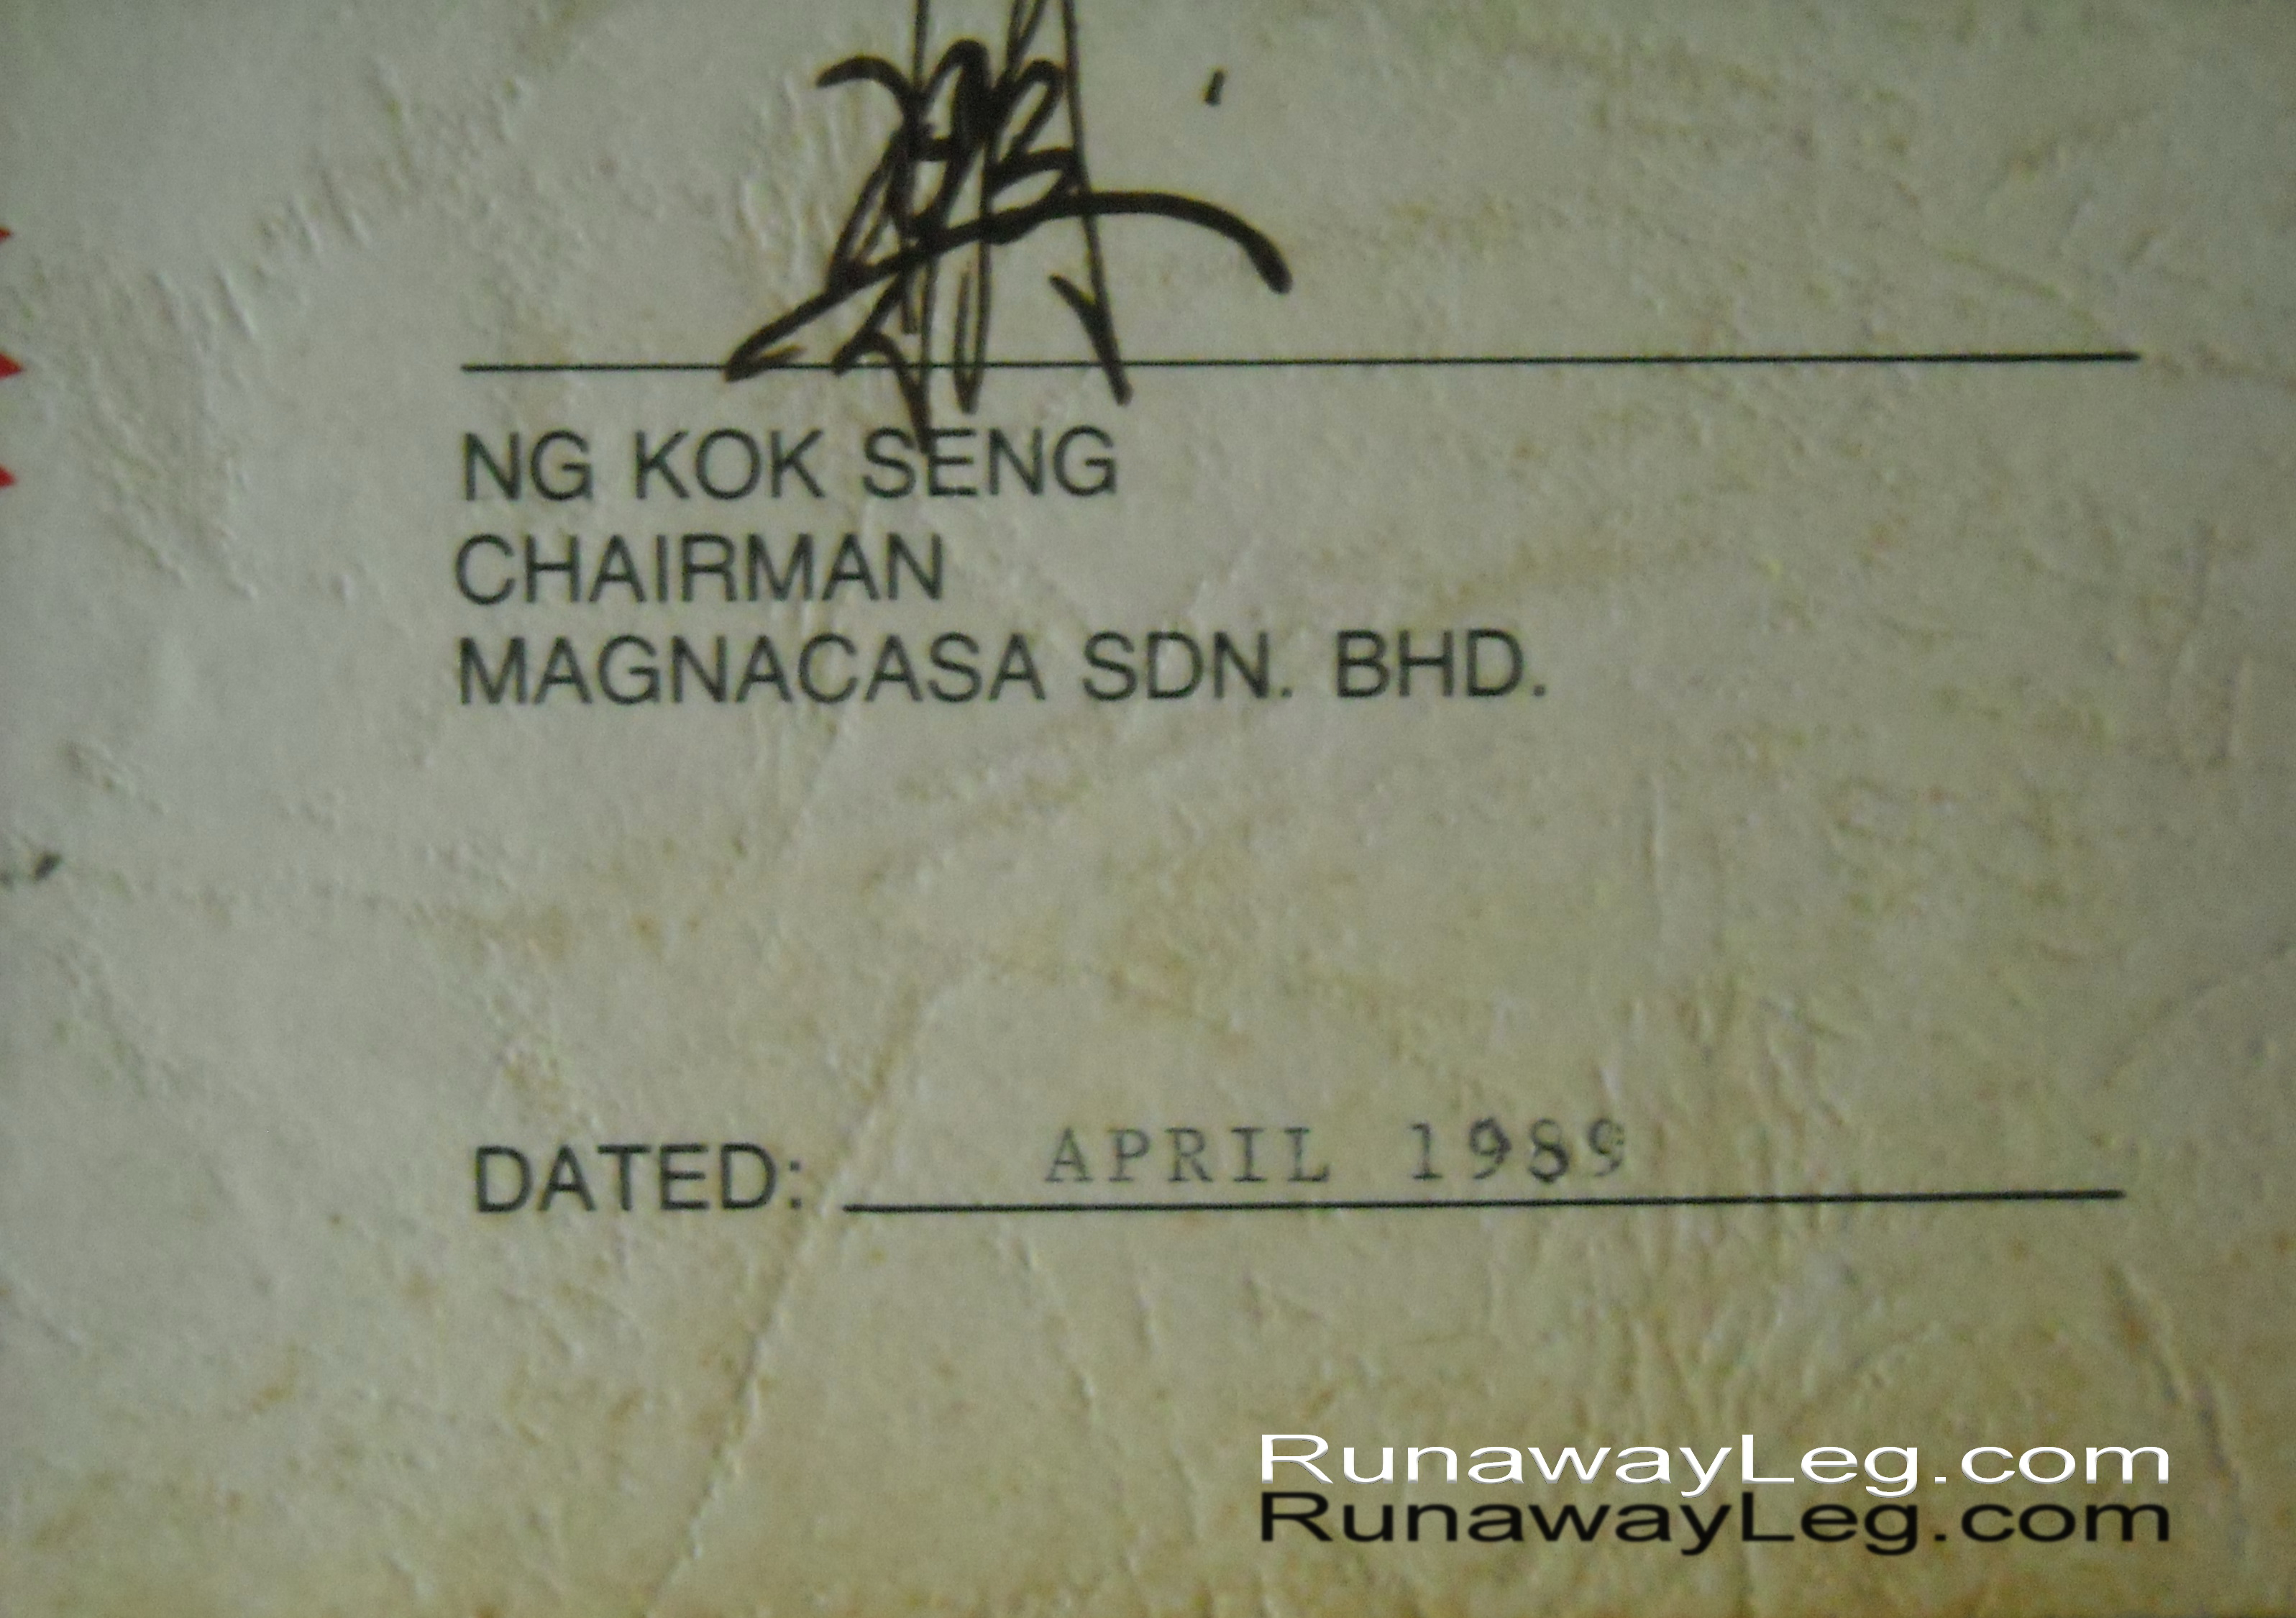 NG KOK SENG
CHAIRMAN
MAGNACASA SDN. BHD.
DATED: APRIL 1989
RunawayLeg.com
RunawayLeg.com